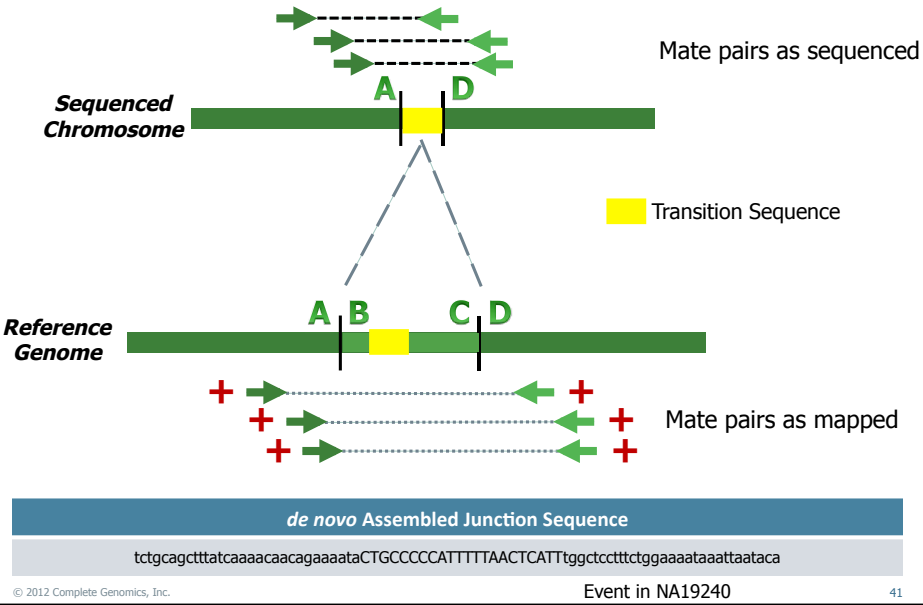 Mate pairs as sequenced
A D
Sequenced
Chromosome
Transition Sequence
A B C D
Reference
Genome
+ +
+ +
Mate pairs as mapped
+ +
de novo Assembled Junction Sequence
tctgcagctttatcaaaacaacagaaaataCTGCCCCCATTTTTAACTCATTtggctcctttctggaaaataaattaataca
© 2012 Complete Genomics, Inc.
Event in NA19240
41